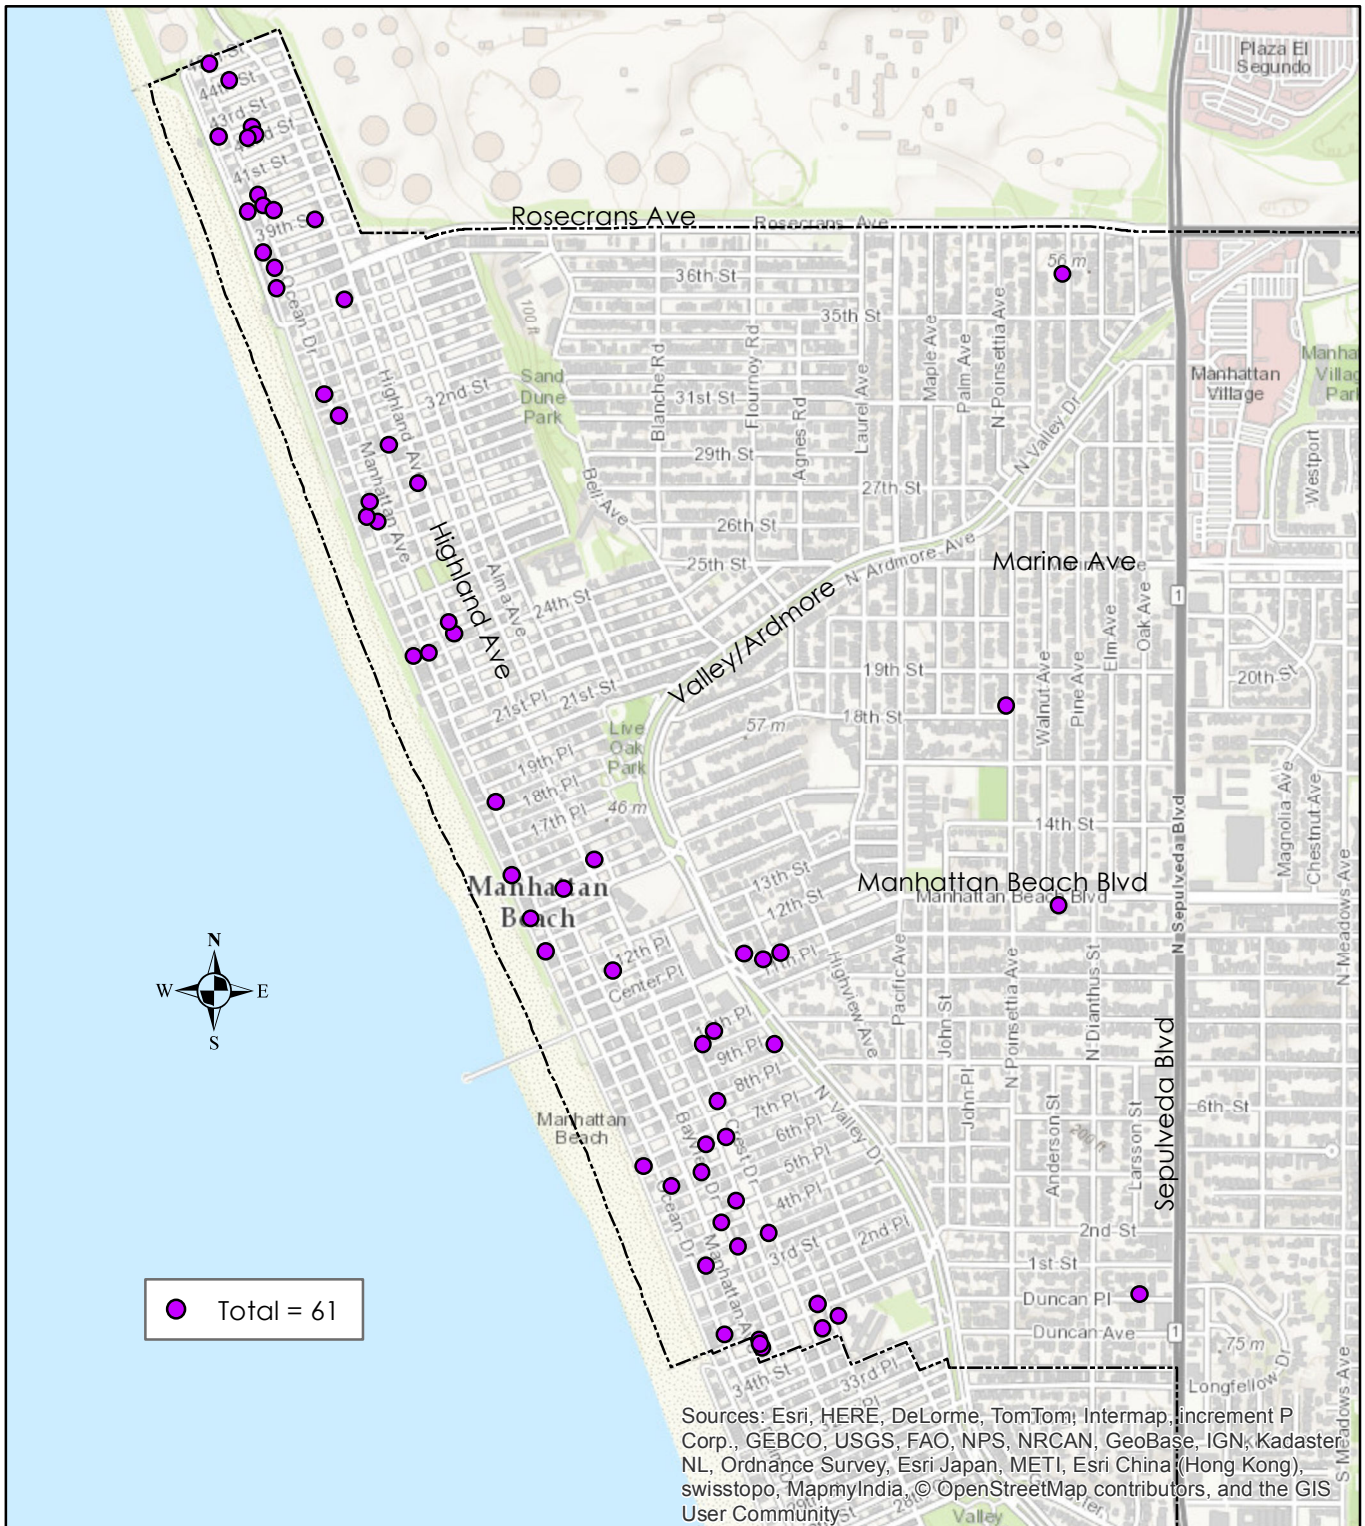 Plaza El
Segundo
44th St
43rd St
41st St
39th St
Rosecrans Ave
Rosecrans Ave
36th St
56 m
35th St
100 ft
Ocean Dr
Sand
Dune
Park
32nd St
Highland Ave
Blanche Rd
Flournoy Rd
31st St
Agnes Rd
Laurel Ave
Maple Ave
Palm Ave
N Poinsettia Ave
N Valley Dr
Manhattan
Village
Manha
Villag
Park
Westport
29th St
27th St
26th St
25th St
Bell Ave
Manhattan Ave
Highland Ave
Alma Ave
24th St
N Ardmore Ave
Marine Ave
Valley/Ardmore
1
Elm Ave
Oak Ave
Walnut Ave
Pine Ave
19th St
18th St
20th St
21st Pl
21st St
57 m
Live
Oak
Park
19th Pl
18th Pl
17th Pl
46 m
14th St
Magnolia Ave
Chestnut Ave
N Sepulveda Blvd
N Meadows Ave
13th St
12th St
Manhattan Beach Blvd
Manhattan Beach Blvd
Manhattan
Beach
12th Pl
Center Pl
11th Pl
Highview Ave
Pacific Ave
John St
N Poinsettia Ave
N Dianthus St
N
W
E
S
9th Pl
8th Pl
7th Pl
6th Pl
5th Pl
4th Pl
3rd St
2nd Pl
N Valley Dr
John Pl
Anderson St
200 ft
Larsson St
Sepulveda Blvd
6th St
Manhattan
Beach
Crest Dr
Ocean Dr
Manhattan Ave
2nd St
1st St
Duncan Pl
Duncan Ave
1
75 m
Longfellow Dr
S Meadows Ave
Total = 61
34th St
33rd Pl
28th
Valley
Sources: Esri, HERE, DeLorme, TomTom, Intermap, increment P
Corp., GEBCO, USGS, FAO, NPS, NRCAN, GeoBase, IGN, Kadaster
NL, Ordnance Survey, Esri Japan, METI, Esri China (Hong Kong),
swisstopo, MapmyIndia, © OpenStreetMap contributors, and the GIS
User Community